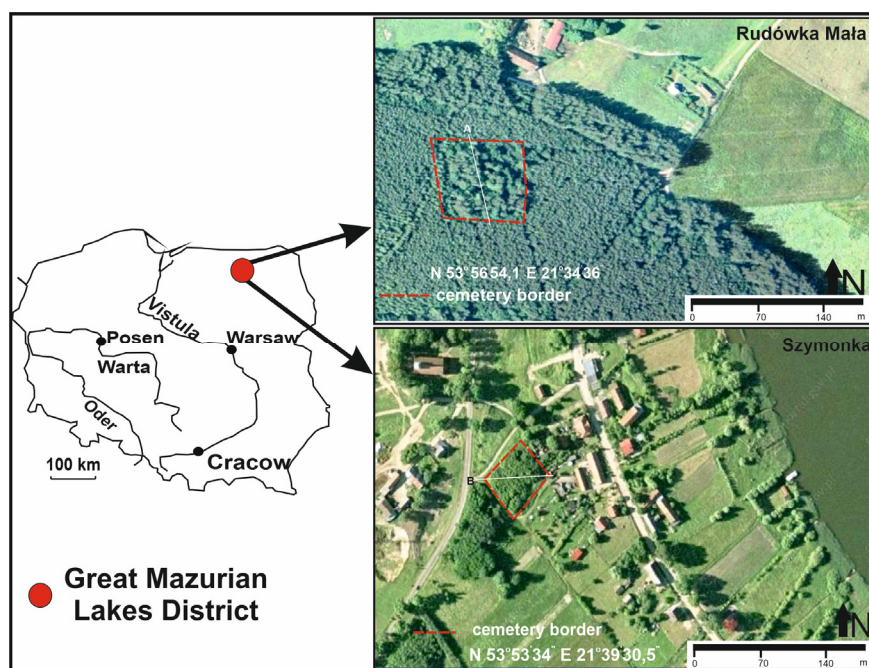 Rudówka Mała
A
N 53°56 54,1 E 21°34 36
cemetery border
N
0 70 140 m
Vistula
Posen
Warsaw
Warta
Oder
100 km
Cracow
Great Mazurian
Lakes District
Szymonka
B
cemetery border
N 53°53 34" E 21°39 30,5"
N
0 70 140 m